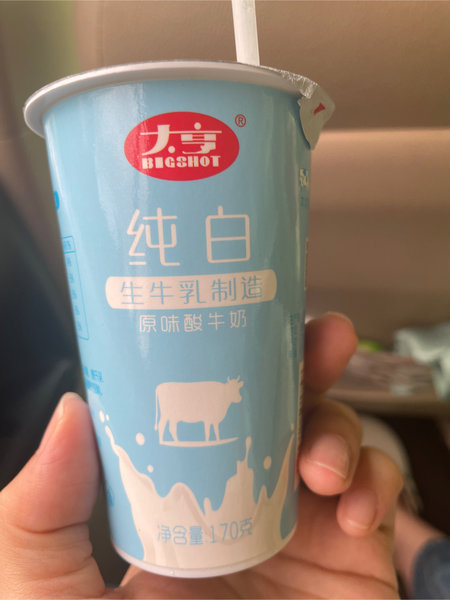 大亨®
BIGSHOT
纯白
生牛乳制造
原味酸牛奶
净含量170克